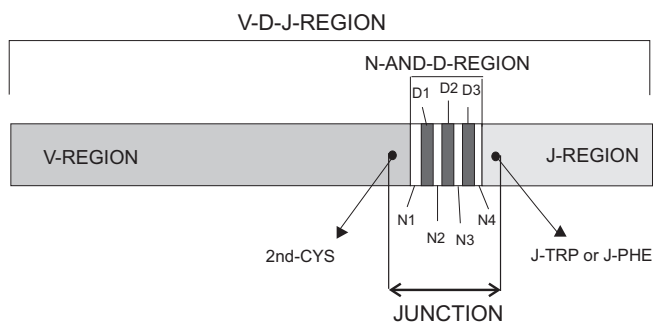 V-D-J-REGION
N-AND-D-REGION
D1 D2 D3
V-REGION
J-REGION
N1 N2 N3 N4
2nd-CYS
J-TRP or J-PHE
JUNCTION